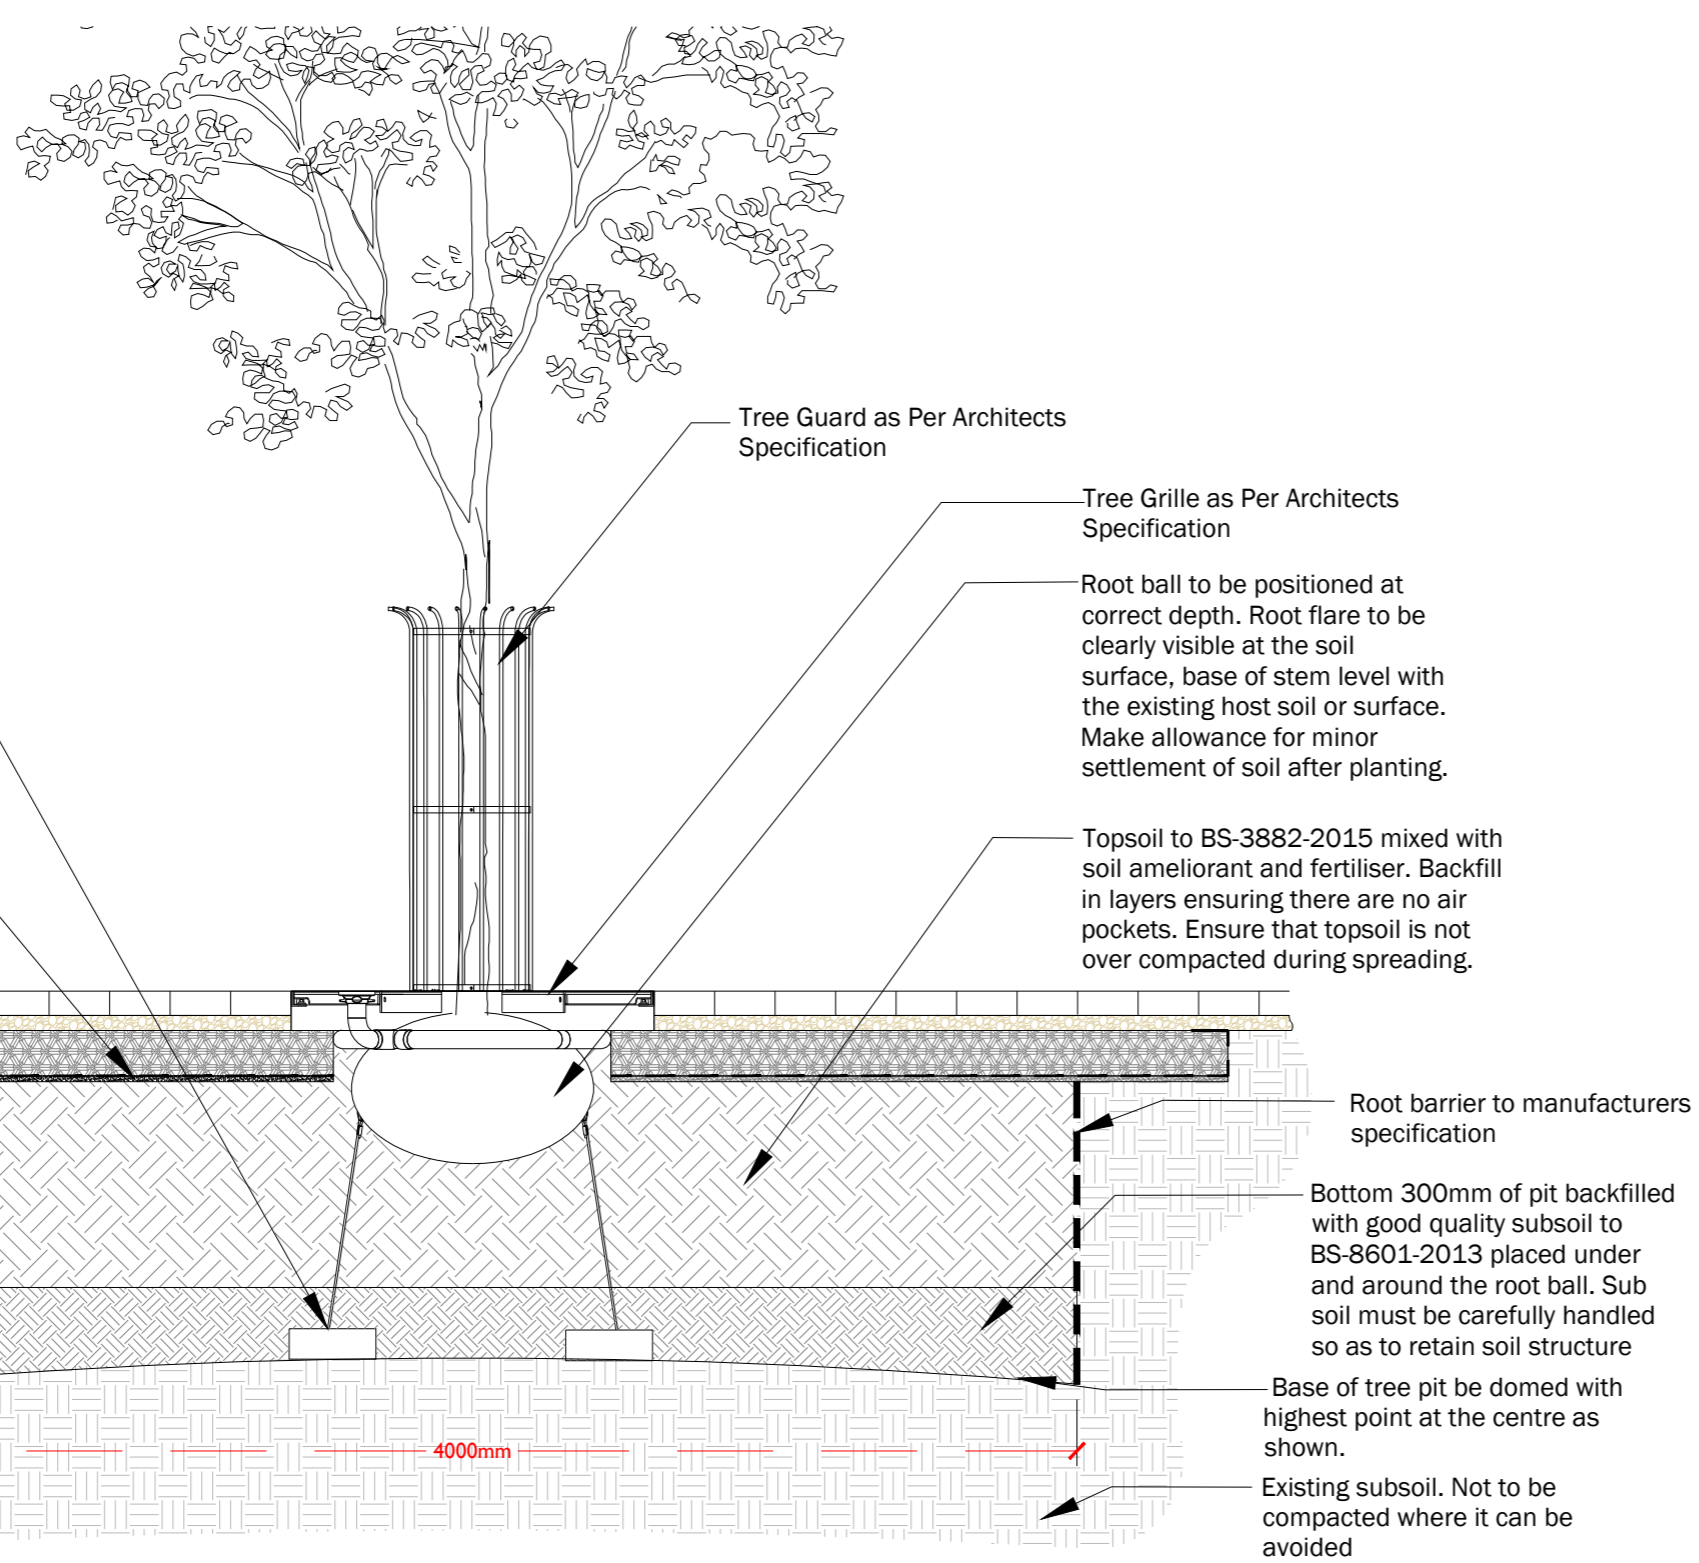 Tree Guard as Per Architects
Specification
Tree Grille as Per Architects
Specification
Root ball to be positioned at
correct depth. Root flare to be
clearly visible at the soil
surface, base of stem level with
the existing host soil or surface.
Make allowance for minor
settlement of soil after planting.
Topsoil to BS-3882-2015 mixed with
soil ameliorant and fertiliser. Backfill
in layers ensuring there are no air
pockets. Ensure that topsoil is not
over compacted during spreading.
Root barrier to manufacturers
specification
Bottom 300mm of pit backfilled
with good quality subsoil to
BS-8601-2013 placed under
and around the root ball. Sub
soil must be carefully handled
so as to retain soil structure
Base of tree pit be domed with
highest point at the centre as
shown.
4000mm
Existing subsoil. Not to be
compacted where it can be
avoided